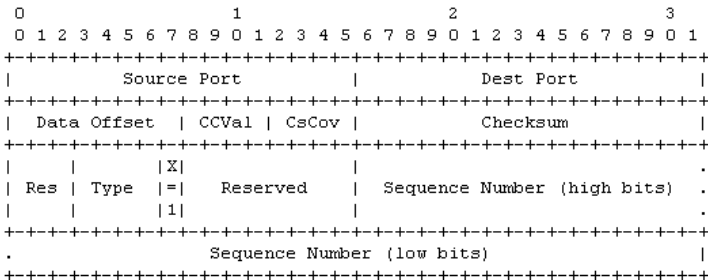 0                   1                   2                   3
 0 1 2 3 4 5 6 7 8 9 0 1 2 3 4 5 6 7 8 9 0 1 2 3 4 5 6 7 8 9 0 1
+-+-+-+-+-+-+-+-+-+-+-+-+-+-+-+-+-+-+-+-+-+-+-+-+-+-+-+-+-+-+-+-+
|          Source Port          |           Dest Port           |
+-+-+-+-+-+-+-+-+-+-+-+-+-+-+-+-+-+-+-+-+-+-+-+-+-+-+-+-+-+-+-+-+
|  Data Offset  | CCVal | CsCov |           Checksum            |
+-+-+-+-+-+-+-+-+-+-+-+-+-+-+-+-+-+-+-+-+-+-+-+-+-+-+-+-+-+-+-+-+
|     |       |X|               |                               .
| Res | Type  |=|   Reserved    |  Sequence Number (high bits)  .
|     |       |1|               |                               .
+-+-+-+-+-+-+-+-+-+-+-+-+-+-+-+-+-+-+-+-+-+-+-+-+-+-+-+-+-+-+-+-+
.                  Sequence Number (low bits)                   |
+-+-+-+-+-+-+-+-+-+-+-+-+-+-+-+-+-+-+-+-+-+-+-+-+-+-+-+-+-+-+-+-+